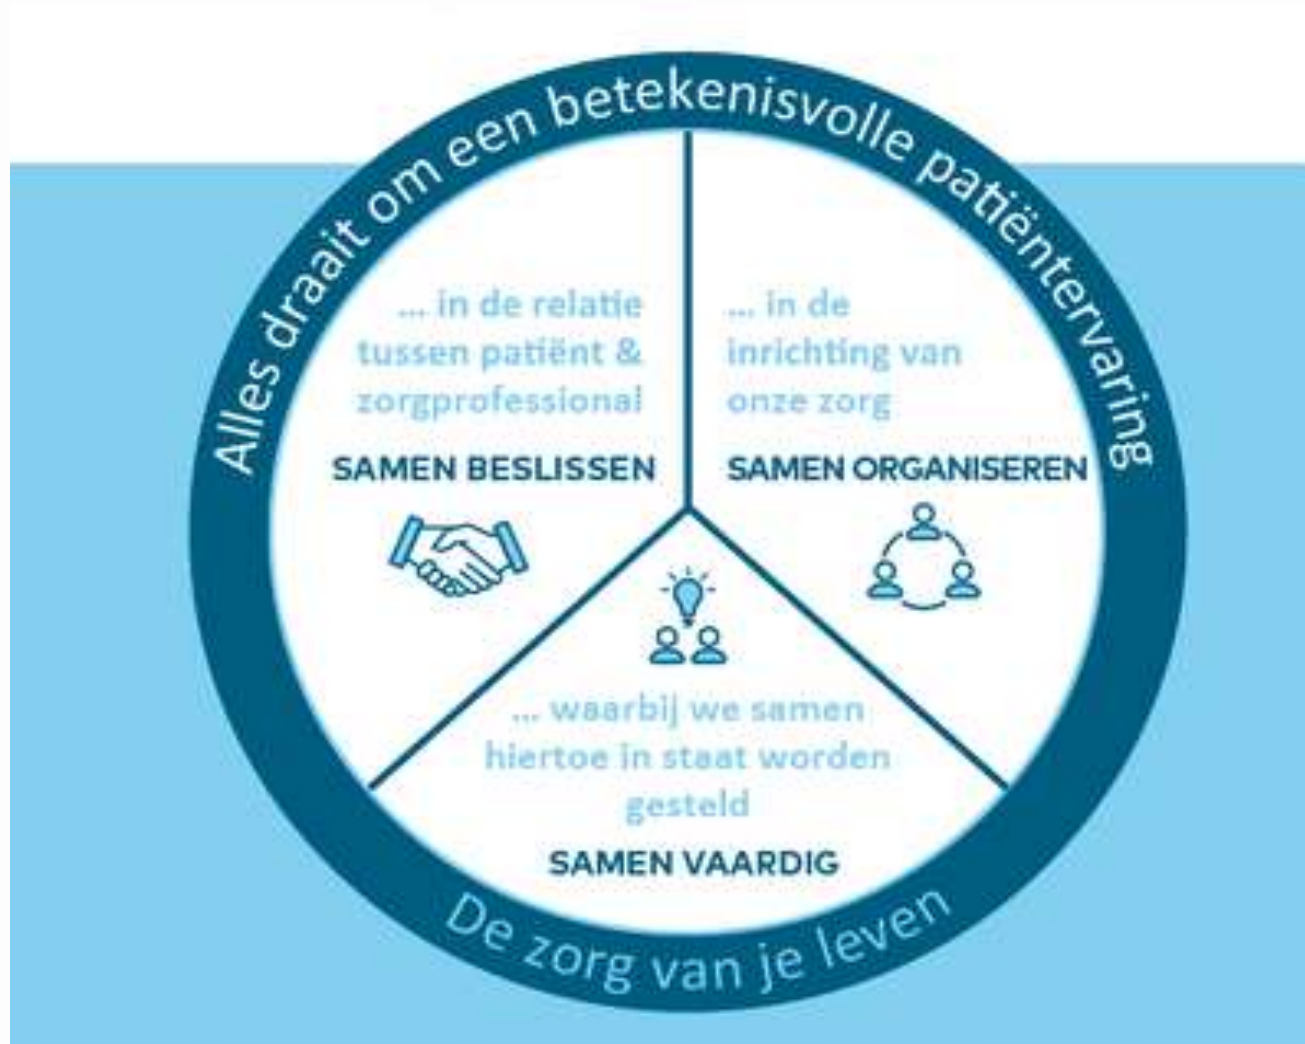 Alles draait om een betekenisvolle patiëntervaring
... in de relatie
tussen patiënt &
zorgprofessional
SAMEN BESLISSEN
... in de
inrichting van
onze zorg
SAMEN ORGANISEREN
... waarbij we samen
hiertoe in staat worden
gesteld
SAMEN VAARDIG
De zorg van je leven